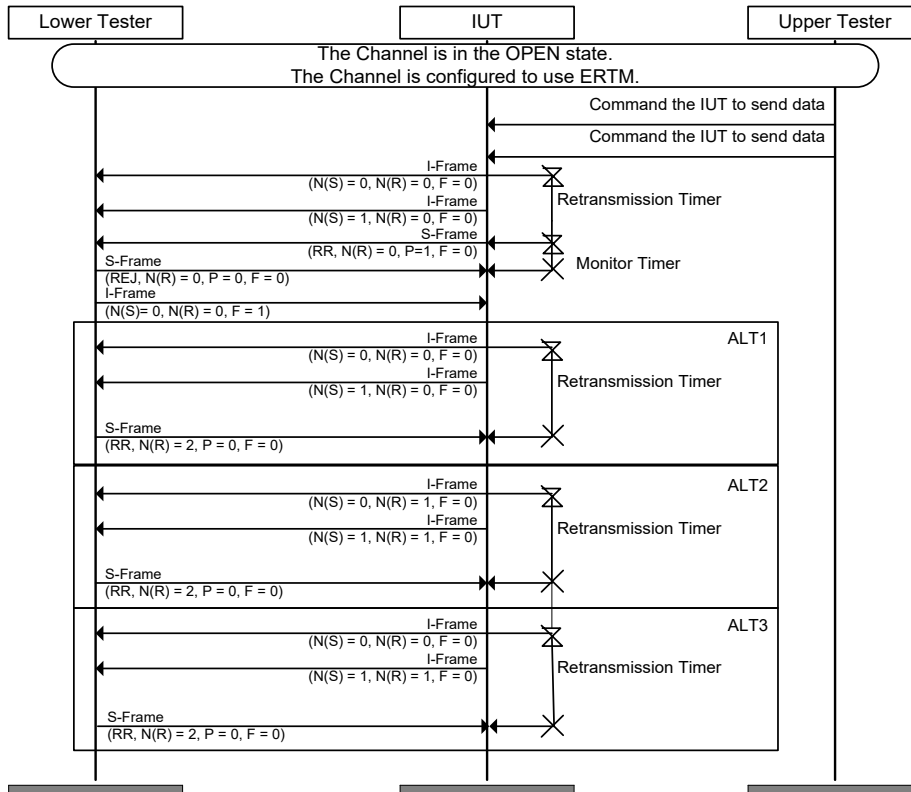 Lower Tester
IUT
Upper Tester
The Channel is in the OPEN state.
The Channel is configured to use ERTM.
Command the IUT to send data
Command the IUT to send data
I-Frame
(N(S) = 0, N(R) = 0, F = 0)
Retransmission Timer
I-Frame
(N(S) = 1, N(R) = 0, F = 0)
S-Frame
(RR, N(R) = 0, P=1, F = 0)
Monitor Timer
S-Frame
(REJ, N(R) = 0, P = 0, F = 0)
I-Frame
(N(S)= 0, N(R) = 0, F = 1)
ALT1
I-Frame
(N(S) = 0, N(R) = 0, F = 0)
I-Frame
(N(S) = 1, N(R) = 0, F = 0)
Retransmission Timer
S-Frame
(RR, N(R) = 2, P = 0, F = 0)
ALT2
I-Frame
(N(S) = 0, N(R) = 1, F = 0)
I-Frame
(N(S) = 1, N(R) = 1, F = 0)
Retransmission Timer
S-Frame
(RR, N(R) = 2, P = 0, F = 0)
ALT3
I-Frame
(N(S) = 0, N(R) = 0, F = 0)
I-Frame
(N(S) = 1, N(R) = 1, F = 0)
Retransmission Timer
S-Frame
(RR, N(R) = 2, P = 0, F = 0)